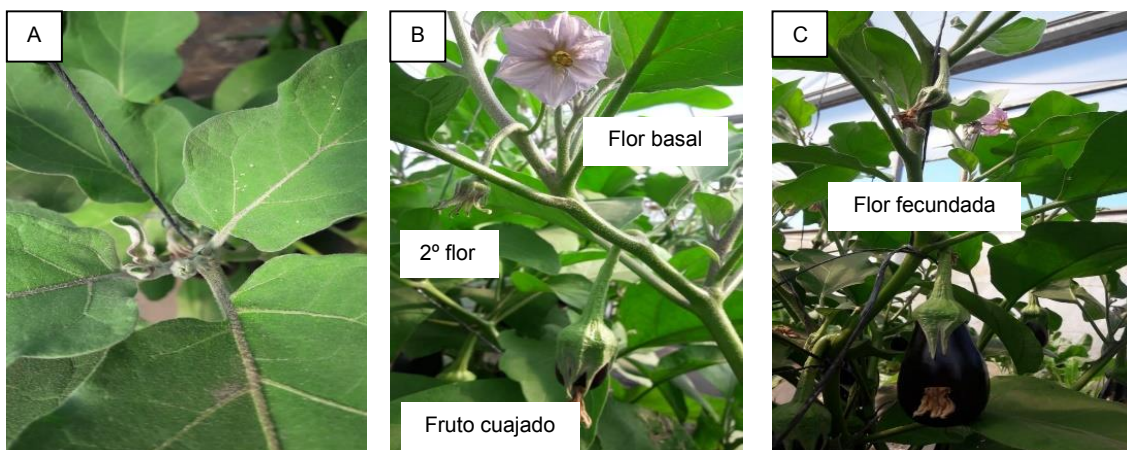 A
B
C
Flor basal
Flor fecundada
2º flor
Fruto cuajado